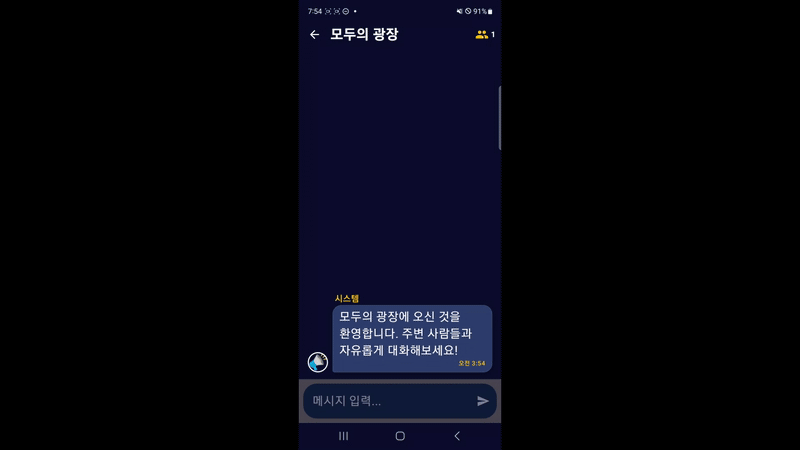 7:54
91%
모두의 광장
1
시스템
모두의 광장에 오신 것을
환영합니다. 주변 사람들과
자유롭게 대화해보세요!
오전 3:54
메시지 입력...